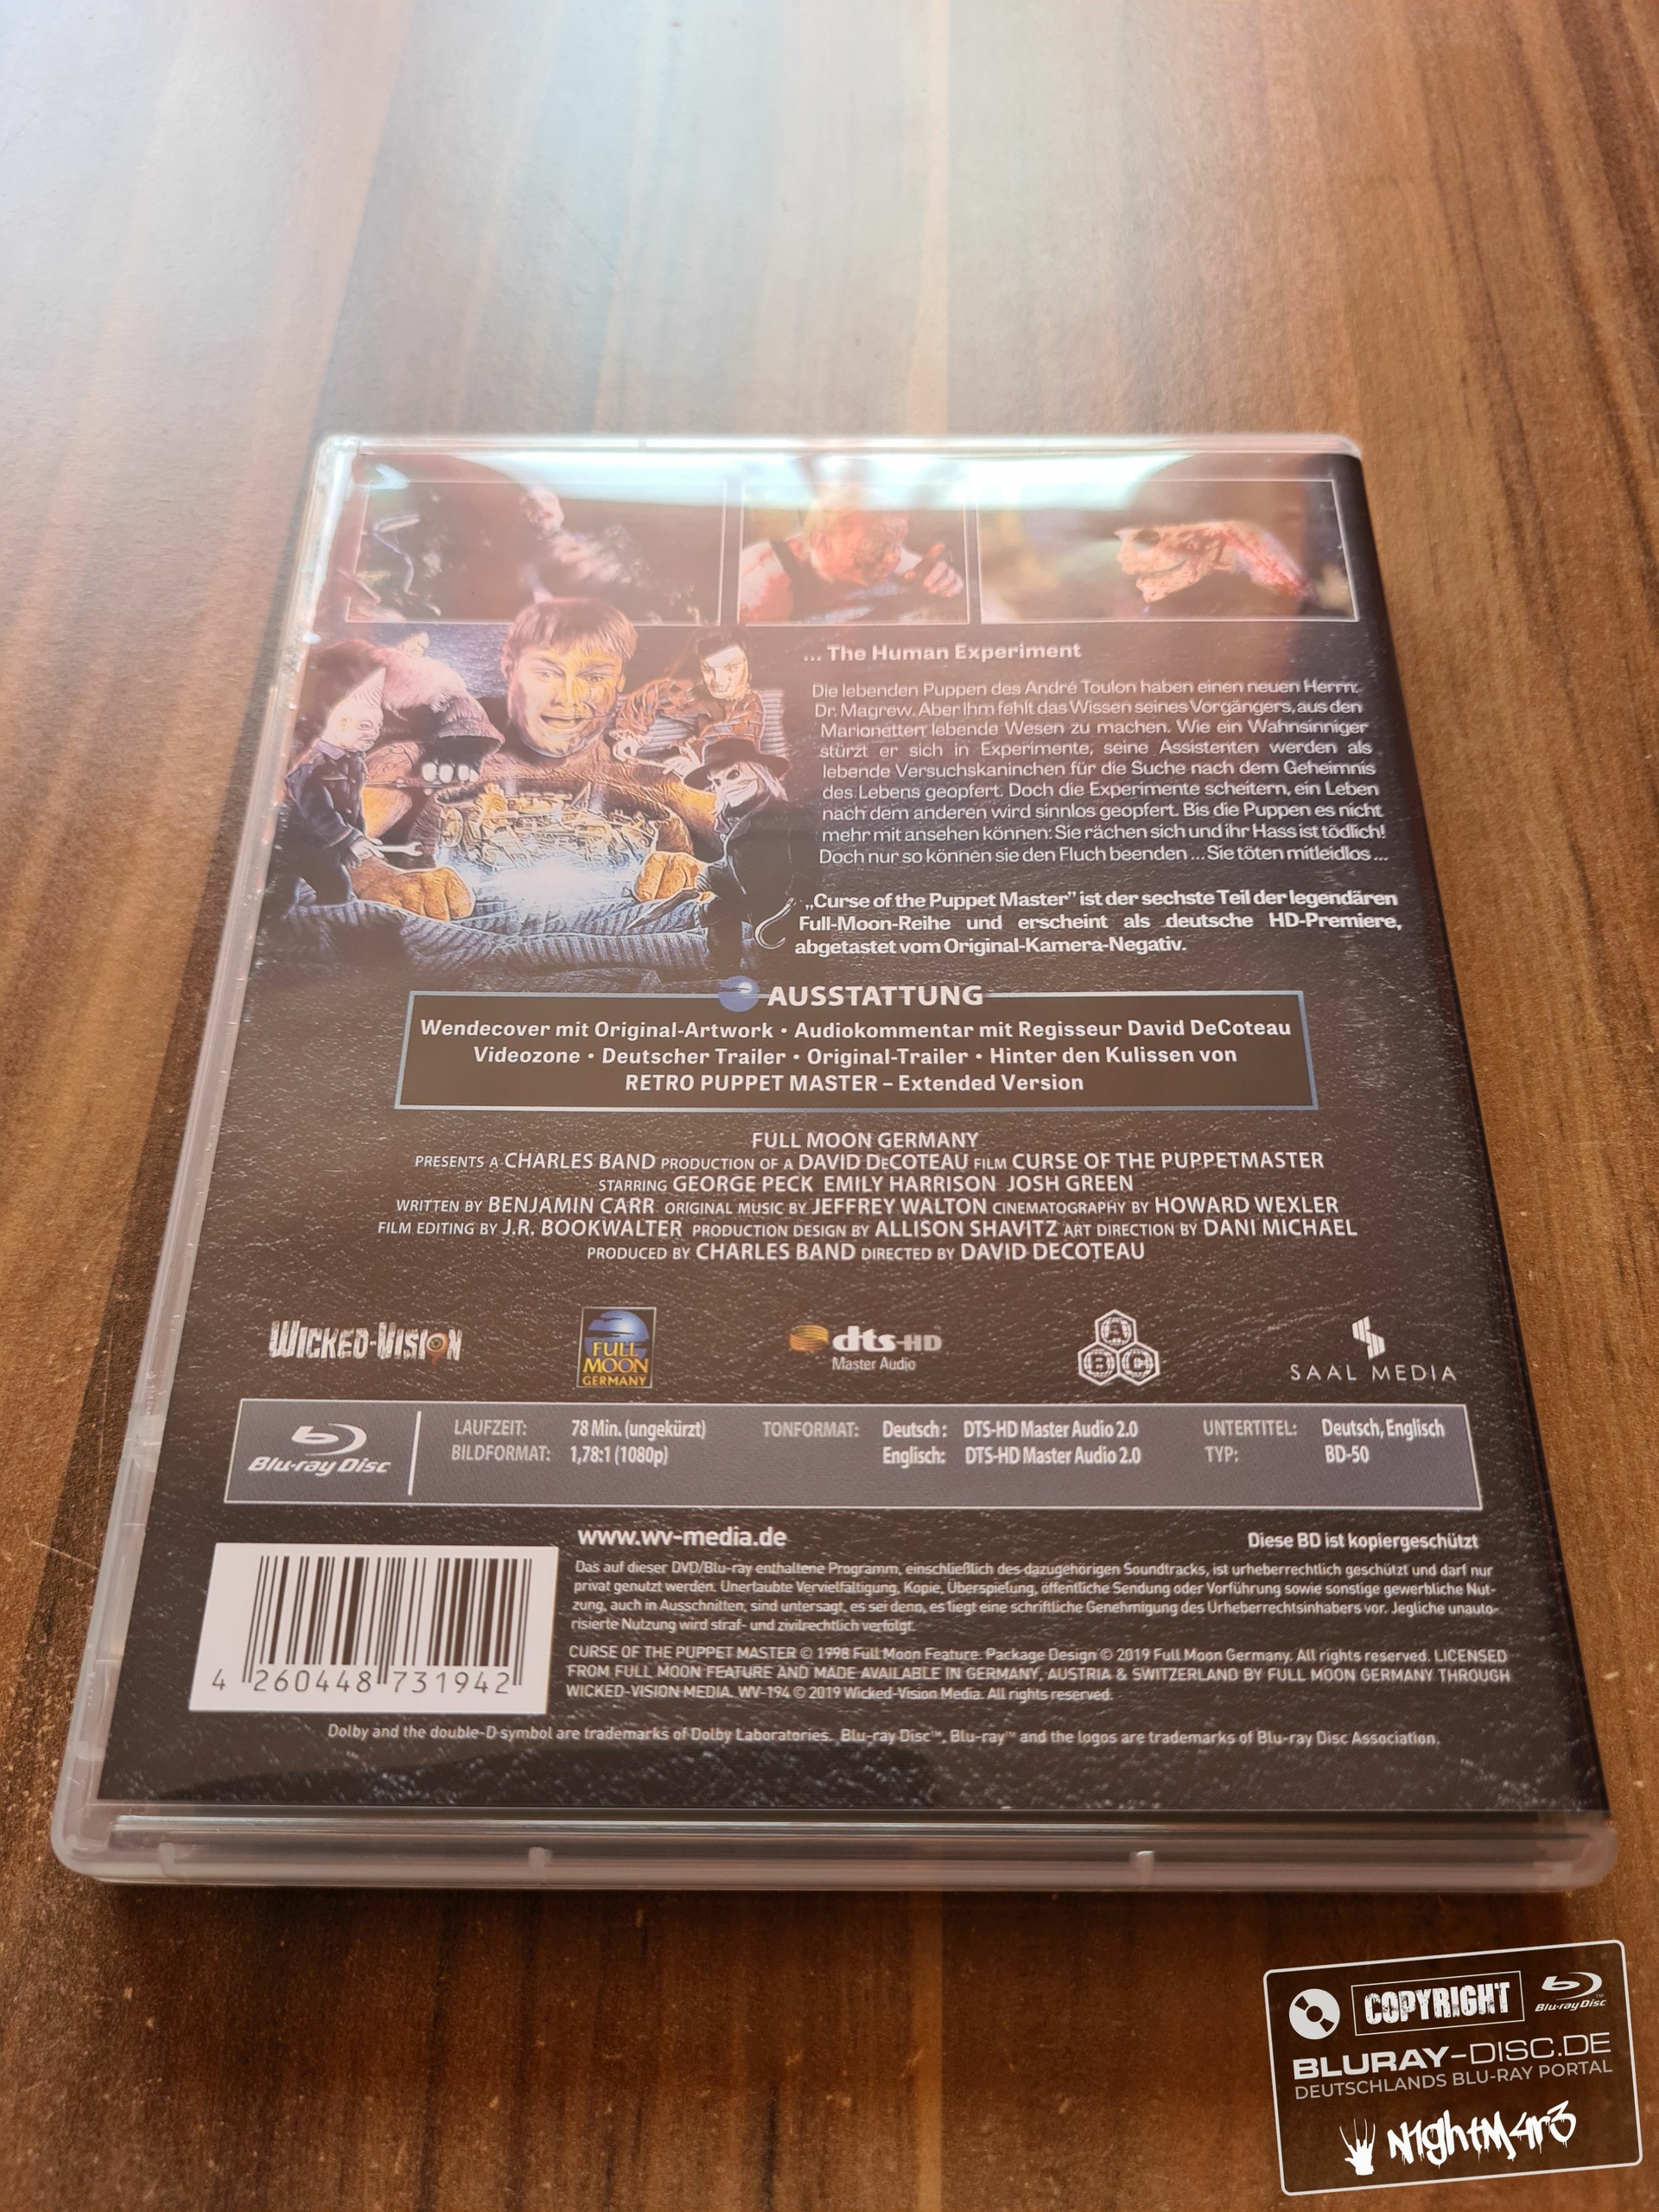 ... The Human Experiment
Die lebenden Puppen des André Toulon haben einen neuen Herrn:
Dr. Magrew. Aber Ihm fehlt das Wissen seines Vorgängers, aus den
Marionetten lebende Wesen zu machen. Wie ein Wahnsinniger
stürzt er sich in Experimente, seine Assistenten werden als
lebende Versuchskaninchen für die Suche nach dem Geheimnis
des Lebens geopfert. Doch die Experimente scheitern, ein Leben
nach dem anderen wird sinnlos geopfert. Bis die Puppen es nicht
mehr mit ansehen können: Sie rächen sich und ihr Hass ist tödlich!
Doch nur so können sie den Fluch beenden ... Sie töten mitleidlos ...
„Curse of the Puppet Master” ist der sechste Teil der legendären
Full-Moon-Reihe und erscheint als deutsche HD-Premiere,
abgetastet vom Original-Kamera-Negativ.
AUSSTATTUNG
Wendecover mit Original-Artwork • Audiokommentar mit Regisseur David DeCoteau
Videozone • Deutscher Trailer • Original-Trailer • Hinter den Kulissen von
RETRO PUPPET MASTER – Extended Version
FULL MOON GERMANY
PRESENTS A CHARLES BAND PRODUCTION OF A DAVID DeCOTEAU FILM CURSE OF THE PUPPETMASTER
STARRING GEORGE PECK EMILY HARRISON JOSH GREEN
WRITTEN BY BENJAMIN CARR ORIGINAL MUSIC BY JEFFREY WALTON CINEMATOGRAPHY BY HOWARD WEXLER
FILM EDITING BY J.R. BOOKWALTER PRODUCTION DESIGN BY ALLISON SHAVITZ ART DIRECTION BY DANI MICHAEL
PRODUCED BY CHARLES BAND DIRECTED BY DAVID DECOTEAU
WICKED-VISION FULL MOON GERMANY dts-HD Master Audio ABC SAAL MEDIA
Blu-ray Disc
LAUFZEIT: 78 Min. (ungekürzt) TONFORMAT: Deutsch: DTS-HD Master Audio 2.0 UNTERTITEL: Deutsch, Englisch
BILDFORMAT: 1,78:1 (1080p) Englisch: DTS-HD Master Audio 2.0 TYP: BD-50
www.wv-media.de Diese BD ist kopiergeschützt
Das auf dieser DVD/Blu-ray enthaltene Programm, einschließlich des dazugehörigen Soundtracks, ist urheberrechtlich geschützt und darf nur
privat genutzt werden. Unerlaubte Vervielfältigung, Kopie, Überspielung, öffentliche Sendung oder Vorführung sowie sonstige gewerbliche Nut-
zung, auch in Ausschnitten, sind untersagt, es sei denn, es liegt eine schriftliche Genehmigung des Urheberrechtsinhabers vor. Jegliche unauto-
risierte Nutzung wird straf- und zivilrechtlich verfolgt.
CURSE OF THE PUPPET MASTER © 1998 Full Moon Feature. Package Design © 2019 Full Moon Germany. All rights reserved. LICENSED
FROM FULL MOON FEATURE AND MADE AVAILABLE IN GERMANY, AUSTRIA & SWITZERLAND BY FULL MOON GERMANY THROUGH
WICKED-VISION MEDIA. WV-194 © 2019 Wicked-Vision Media. All rights reserved.
4 260448 731942
Dolby and the double-D symbol are trademarks of Dolby Laboratories. Blu-ray Disc™, Blu-ray™ and the logos are trademarks of Blu-ray Disc Association.
COPYRIGHT Blu-ray Disc
BLURAY-DISC.DE
DEUTSCHLANDS BLU-RAY PORTAL
N1ghtM4r3